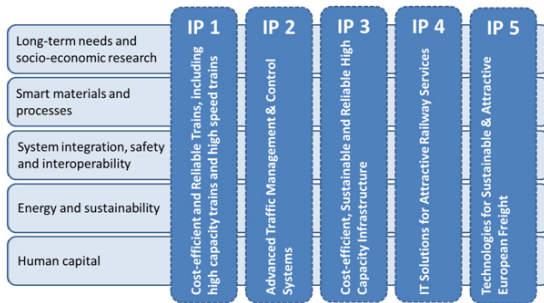 Long-term needs and
socio-economic research
Smart materials and
processes
System integration, safety
and interoperability
Energy and sustainability
Human capital
IP 1
Cost-efficient and Reliable Trains, including
high capacity trains and high speed trains
IP 2
Advanced Traffic Management & Control
Systems
IP 3
Cost-efficient, Sustainable and Reliable High
Capacity Infrastructure
IP 4
IT Solutions for Attractive Railway Services
IP 5
Technologies for Sustainable & Attractive
European Freight